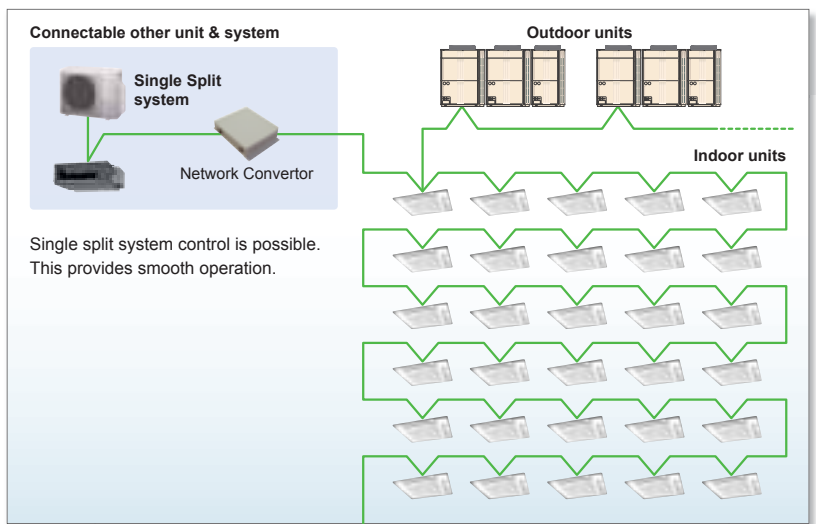 Connectable other unit & system
Outdoor units
Single Split
system
Network Convertor
Indoor units
Single split system control is possible.
This provides smooth operation.